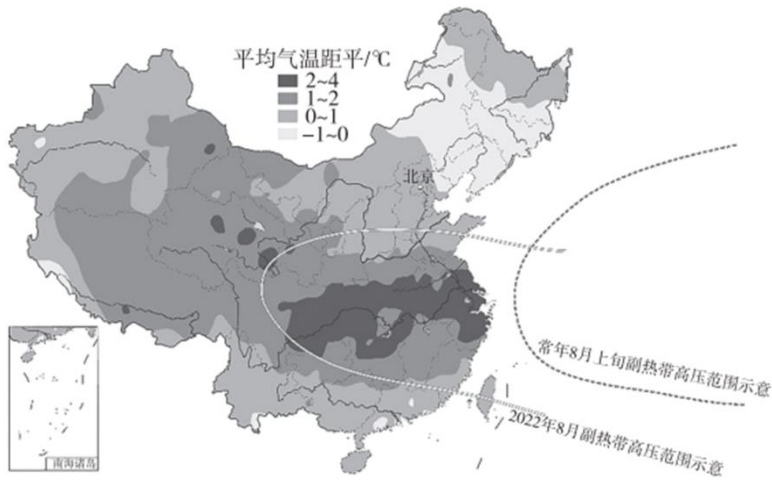 平均气温距平/℃
2~4
1~2
0~1
-1~0
北京
常年8月上旬副热带高压范围示意
2022年8月副热带高压范围示意
南海诸岛